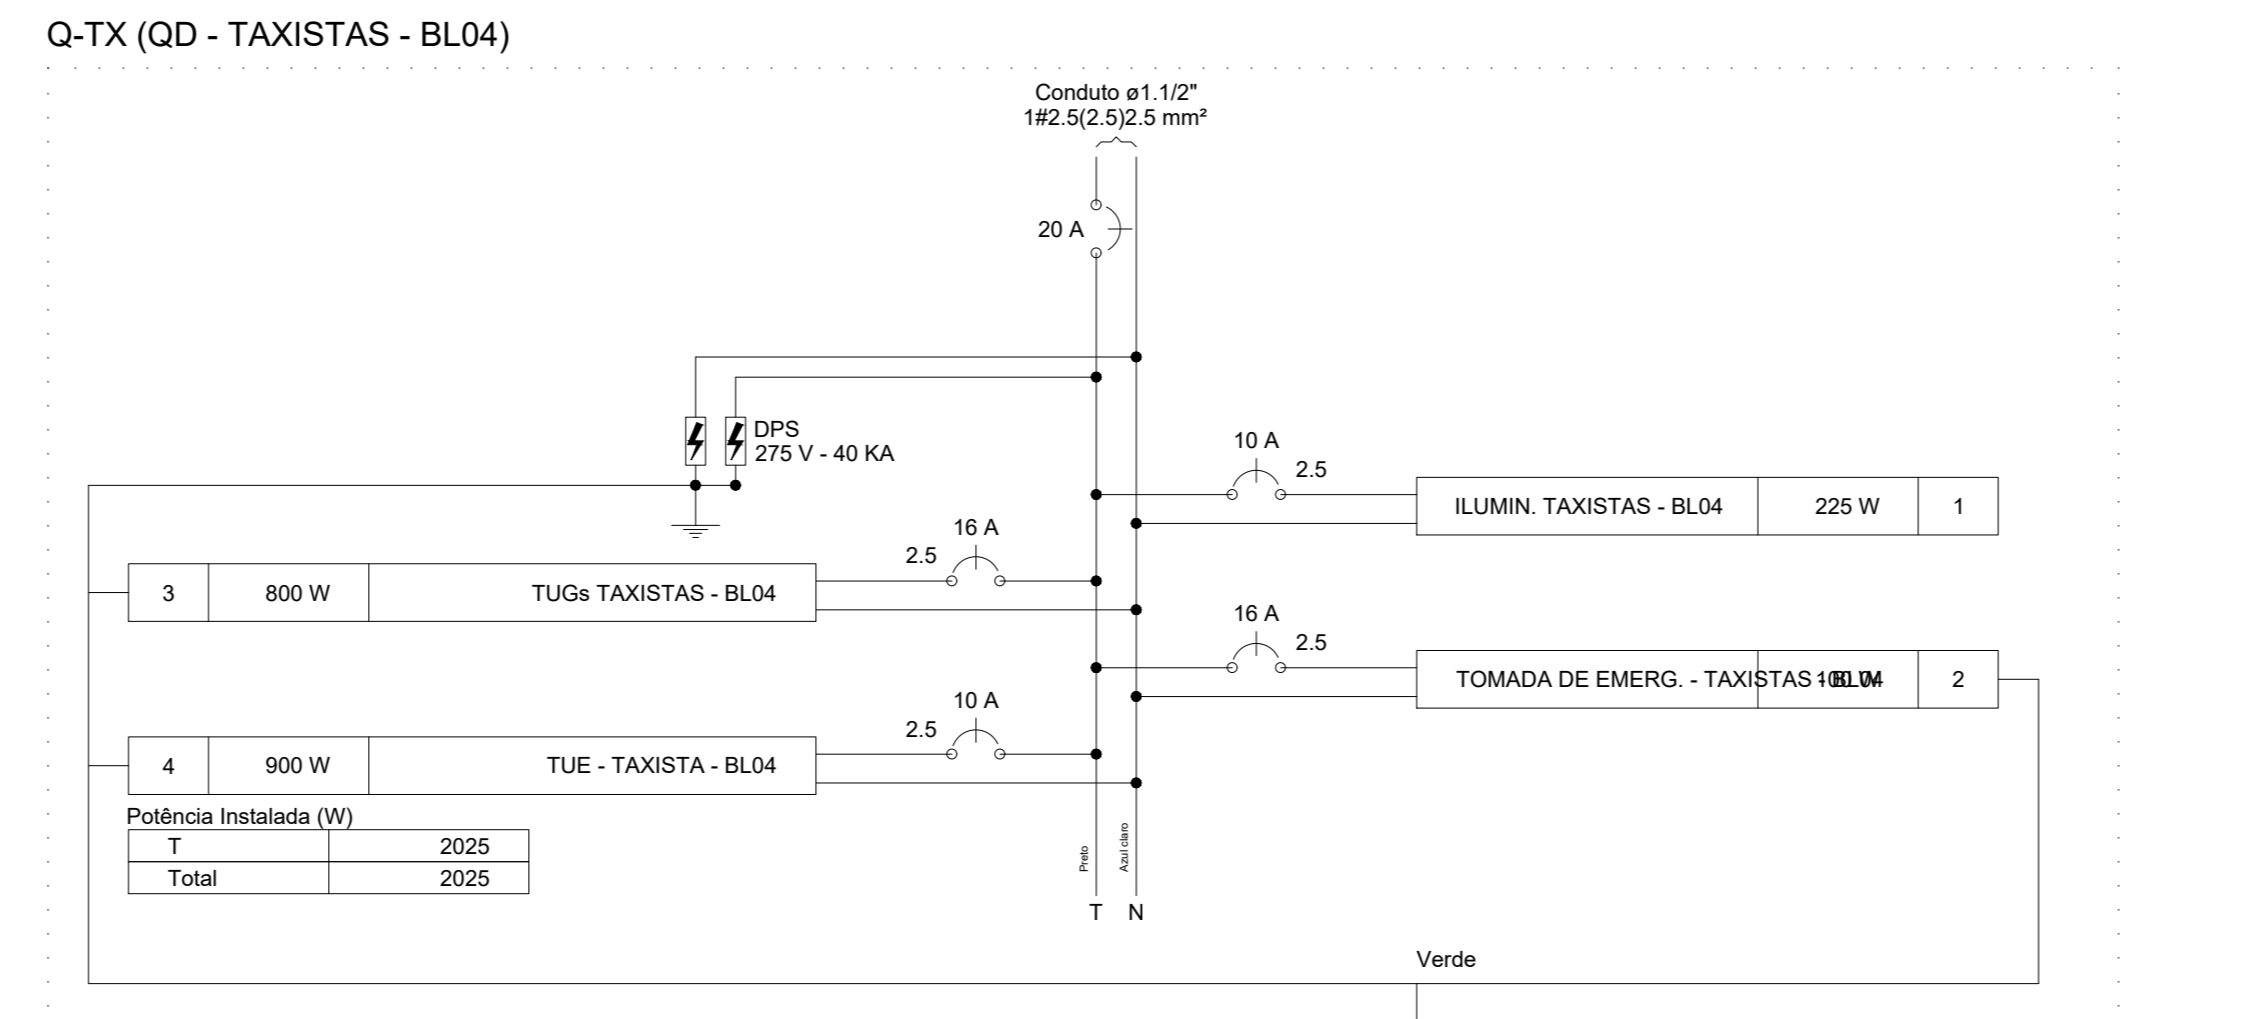 Q-TX (QD - TAXISTAS - BL04)
Conduto ø1.1/2"
1#2.5(2.5)2.5 mm²
20 A
DPS
275 V - 40 KA
10 A
2.5
ILUMIN. TAXISTAS - BL04 225 W 1
16 A
2.5
3 800 W TUGs TAXISTAS - BL04
16 A
2.5
TOMADA DE EMERG. - TAXISTAS - BL04 100 W 2
10 A
2.5
4 900 W TUE - TAXISTA - BL04
Potência Instalada (W)
T 2025
Total 2025
Preto
Azul claro
T N
Verde